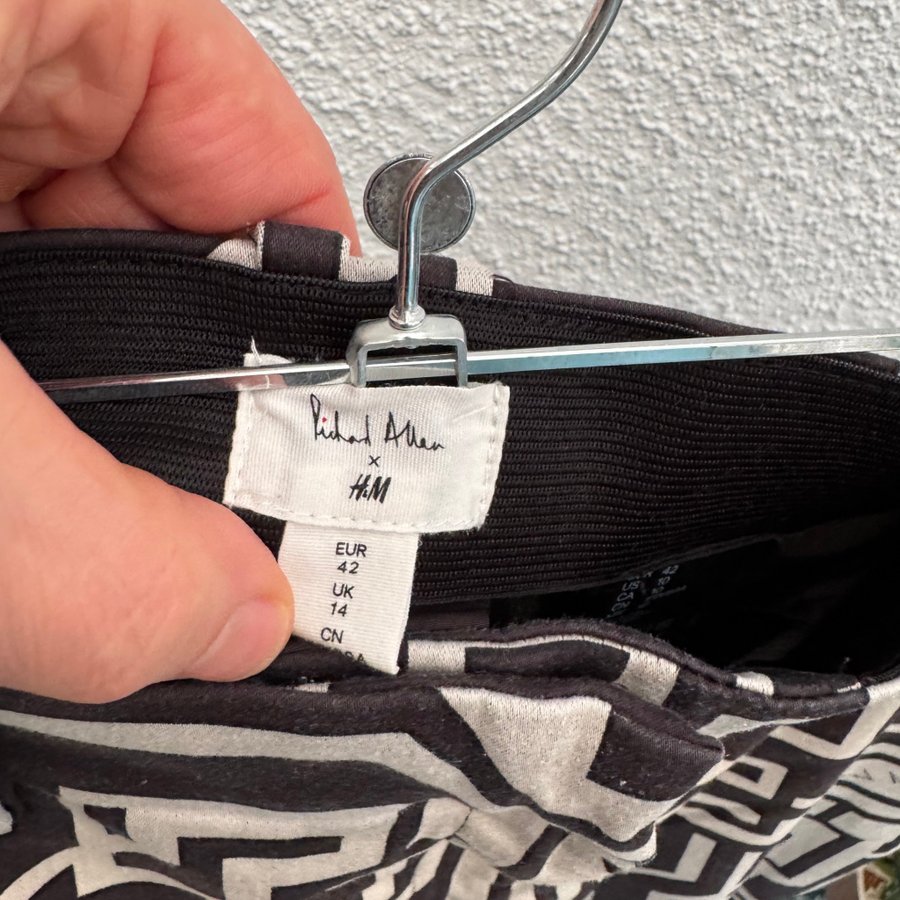 Richard Allan
x
H&M
EUR
42
UK
14
CN